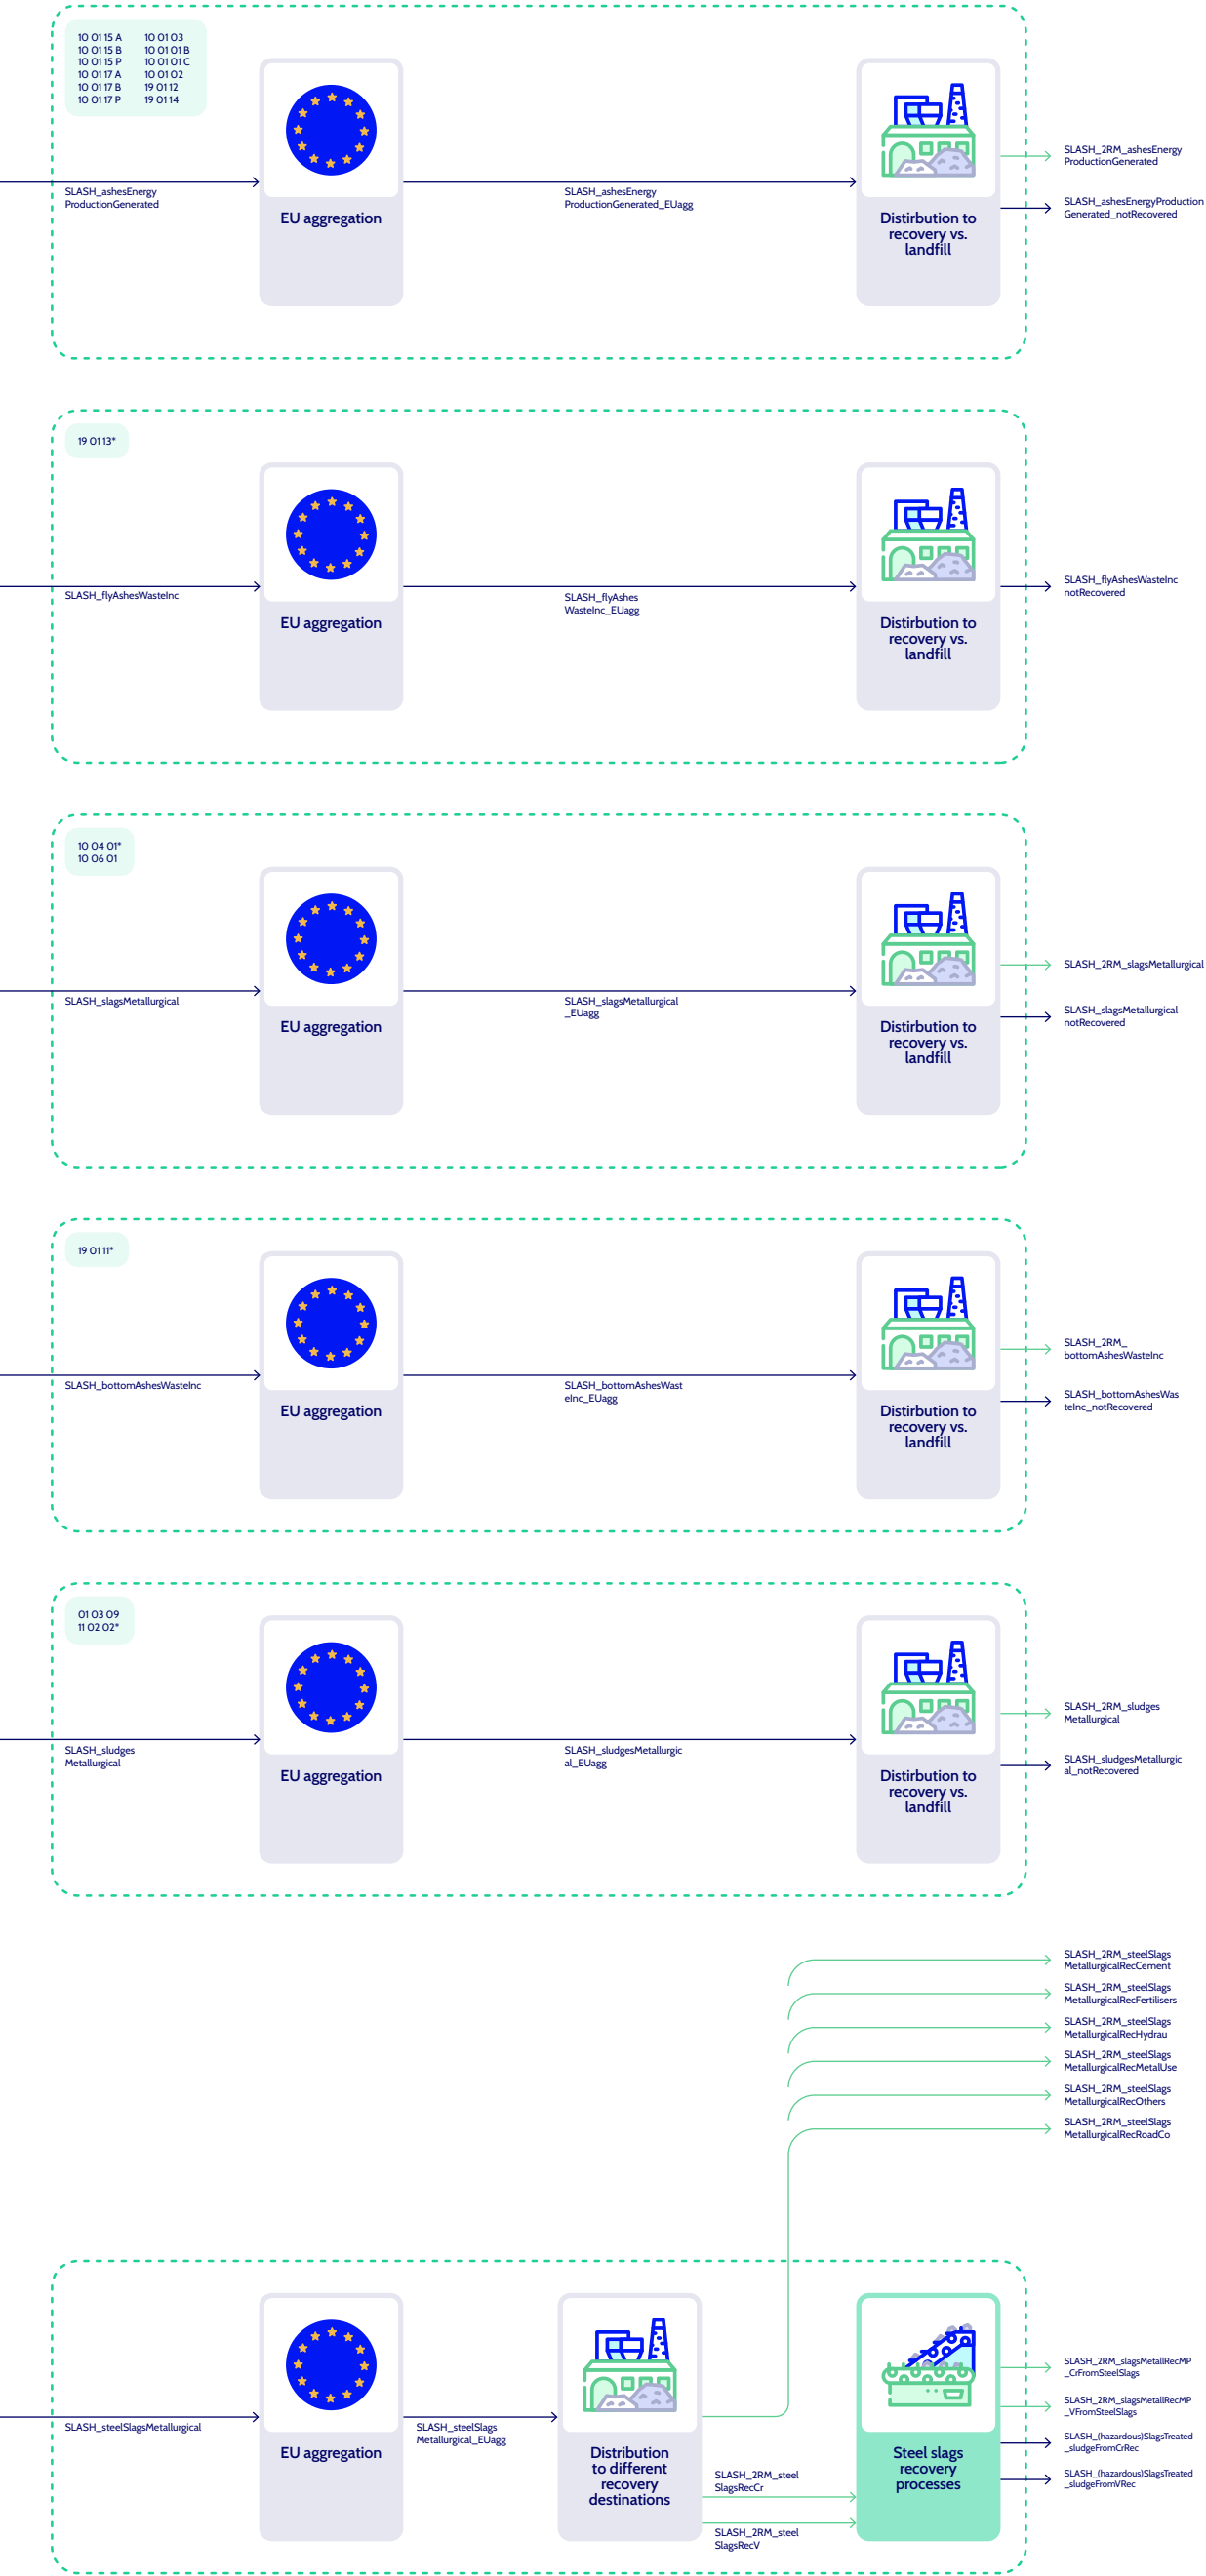 10 01 15 A 10 01 03
10 01 15 B 10 01 01 B
10 01 15 P 10 01 01 C
10 01 17 A 10 01 02
10 01 17 B 19 01 12
10 01 17 P 19 01 14
SLASH_ashesEnergy
ProductionGenerated
EU aggregation
SLASH_ashesEnergy
ProductionGenerated_EUagg
Distirbution to
recovery vs.
landfill
SLASH_2RM_ashesEnergy
ProductionGenerated
SLASH_ashesEnergyProduction
Generated_notRecovered
19 01 13*
SLASH_flyAshesWasteInc
EU aggregation
SLASH_flyAshes
WasteInc_EUagg
Distirbution to
recovery vs.
landfill
SLASH_flyAshesWasteInc
notRecovered
10 04 01*
10 06 01
SLASH_slagsMetallurgical
EU aggregation
SLASH_slagsMetallurgical
_EUagg
Distirbution to
recovery vs.
landfill
SLASH_2RM_slagsMetallurgical
SLASH_slagsMetallurgical
notRecovered
19 01 11*
SLASH_bottomAshesWasteInc
EU aggregation
SLASH_bottomAshesWast
eInc_EUagg
Distirbution to
recovery vs.
landfill
SLASH_2RM_
bottomAshesWasteInc
SLASH_bottomAshesWas
teInc_notRecovered
01 03 09
11 02 02*
SLASH_sludges
Metallurgical
EU aggregation
SLASH_sludgesMetallurgic
al_EUagg
Distirbution to
recovery vs.
landfill
SLASH_2RM_sludges
Metallurgical
SLASH_sludgesMetallurgic
al_notRecovered
SLASH_2RM_steelSlags
MetallurgicalRecCement
SLASH_2RM_steelSlags
MetallurgicalRecFertilisers
SLASH_2RM_steelSlags
MetallurgicalRecHydrau
SLASH_2RM_steelSlags
MetallurgicalRecMetalUse
SLASH_2RM_steelSlags
MetallurgicalRecOthers
SLASH_2RM_steelSlags
MetallurgicalRecRoadCo
SLASH_steelSlagsMetallurgical
EU aggregation
SLASH_steelSlags
Metallurgical_EUagg
Distribution
to different
recovery
destinations
SLASH_2RM_steel
SlagsRecCr
SLASH_2RM_steel
SlagsRecV
Steel slags
recovery
processes
SLASH_2RM_slagsMetallRecMP
_CrFromSteelSlags
SLASH_2RM_slagsMetallRecMP
_VFromSteelSlags
SLASH_(hazardous)SlagsTreated
_sludgeFromCrRec
SLASH_(hazardous)SlagsTreated
_sludgeFromVRec